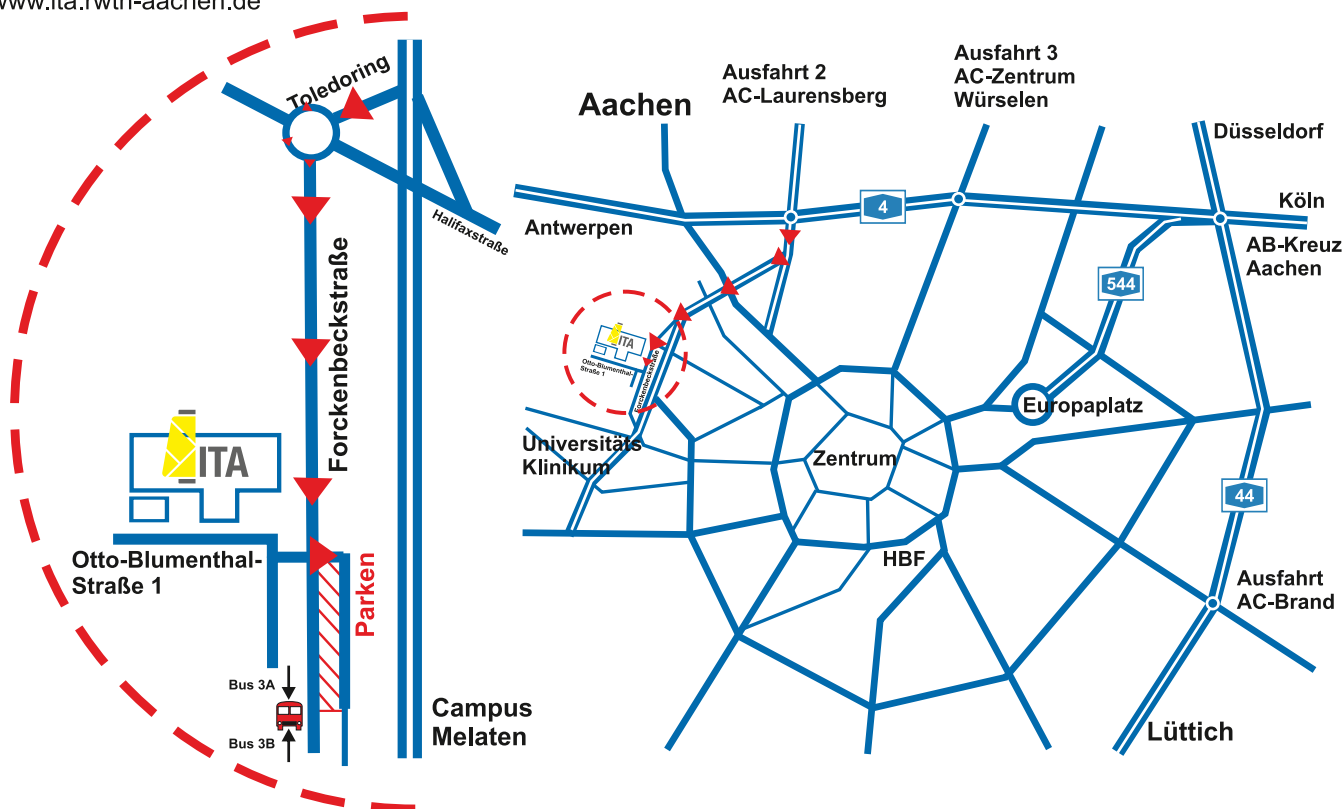 www.ita.rwth-aachen.de
Toledoring
Halifaxstraße
Forckenbeckstraße
ITA
Otto-Blumenthal-
Straße 1
Parken
Bus 3A
Bus 3B
Campus
Melaten
Aachen
Ausfahrt 2
AC-Laurensberg
Ausfahrt 3
AC-Zentrum
Würselen
Düsseldorf
Köln
4
Antwerpen
AB-Kreuz
Aachen
544
ITA
Otto-Blumenthal-
Straße 1
Forckenbeckstraße
Europaplatz
Universitäts
Klinikum
Zentrum
44
HBF
Ausfahrt
AC-Brand
Lüttich